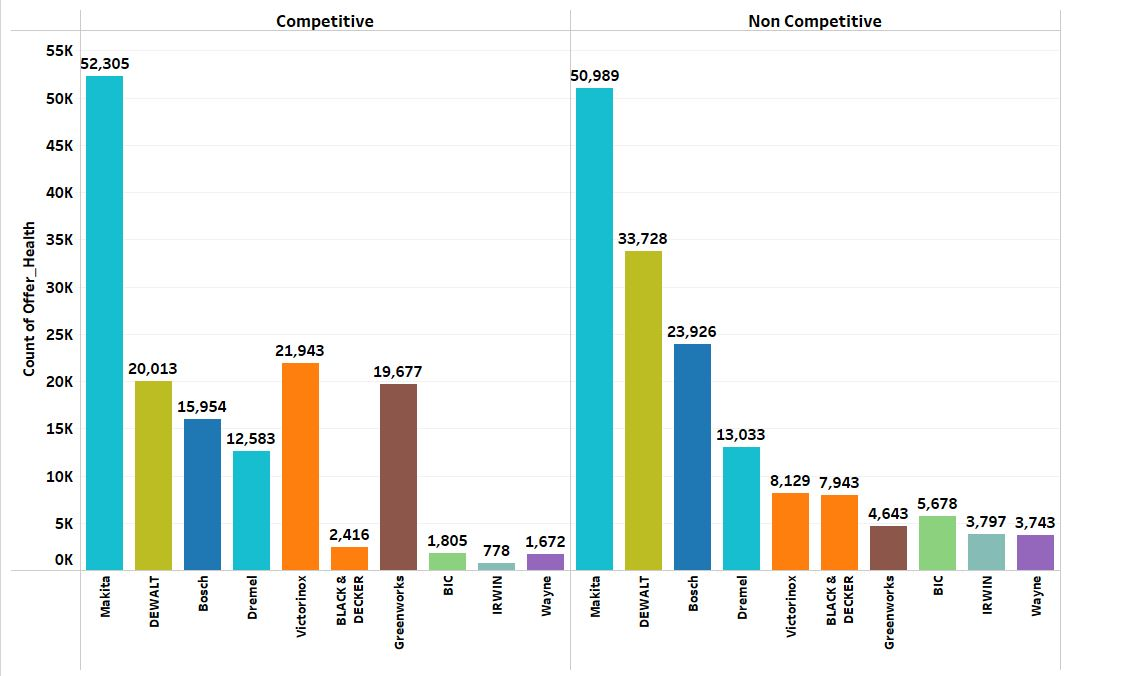 Competitive
Non Competitive
Count of Offer_Health
55K
50K
45K
40K
35K
30K
25K
20K
15K
10K
5K
0K
52,305
20,013
15,954
12,583
21,943
2,416
19,677
1,805
778
1,672
50,989
33,728
23,926
13,033
8,129
7,943
4,643
5,678
3,797
3,743
Makita
DEWALT
Bosch
Dremel
Victorinox
BLACK &
DECKER
Greenworks
BIC
IRWIN
Wayne
Makita
DEWALT
Bosch
Dremel
Victorinox
BLACK &
DECKER
Greenworks
BIC
IRWIN
Wayne